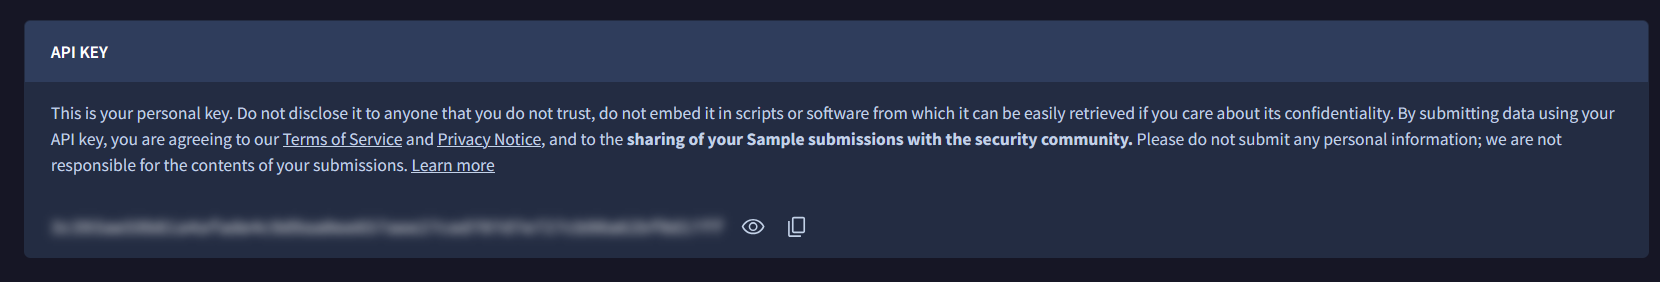 API KEY
This is your personal key. Do not disclose it to anyone that you do not trust, do not embed it in scripts or software from which it can be easily retrieved if you care about its confidentiality. By submitting data using your
API key, you are agreeing to our Terms of Service and Privacy Notice, and to the sharing of your Sample submissions with the security community. Please do not submit any personal information; we are not
responsible for the contents of your submissions. Learn more